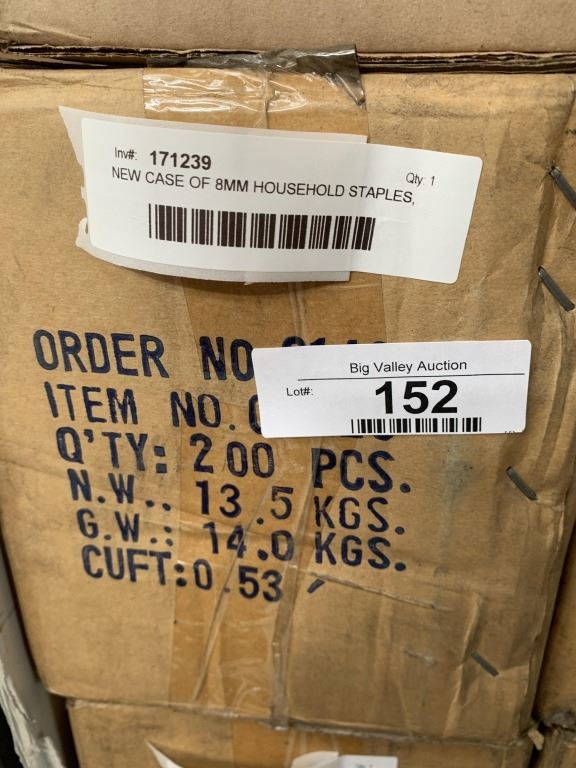 Inv#: 171239
Qty: 1
NEW CASE OF 8MM HOUSEHOLD STAPLES,
ORDER NO
Big Valley Auction
Lot#: 152
ITEM NO.
Q'TY: 200 PCS.
N.W.: 13.5 KGS.
G.W.: 14.0 KGS.
CUFT:0.53